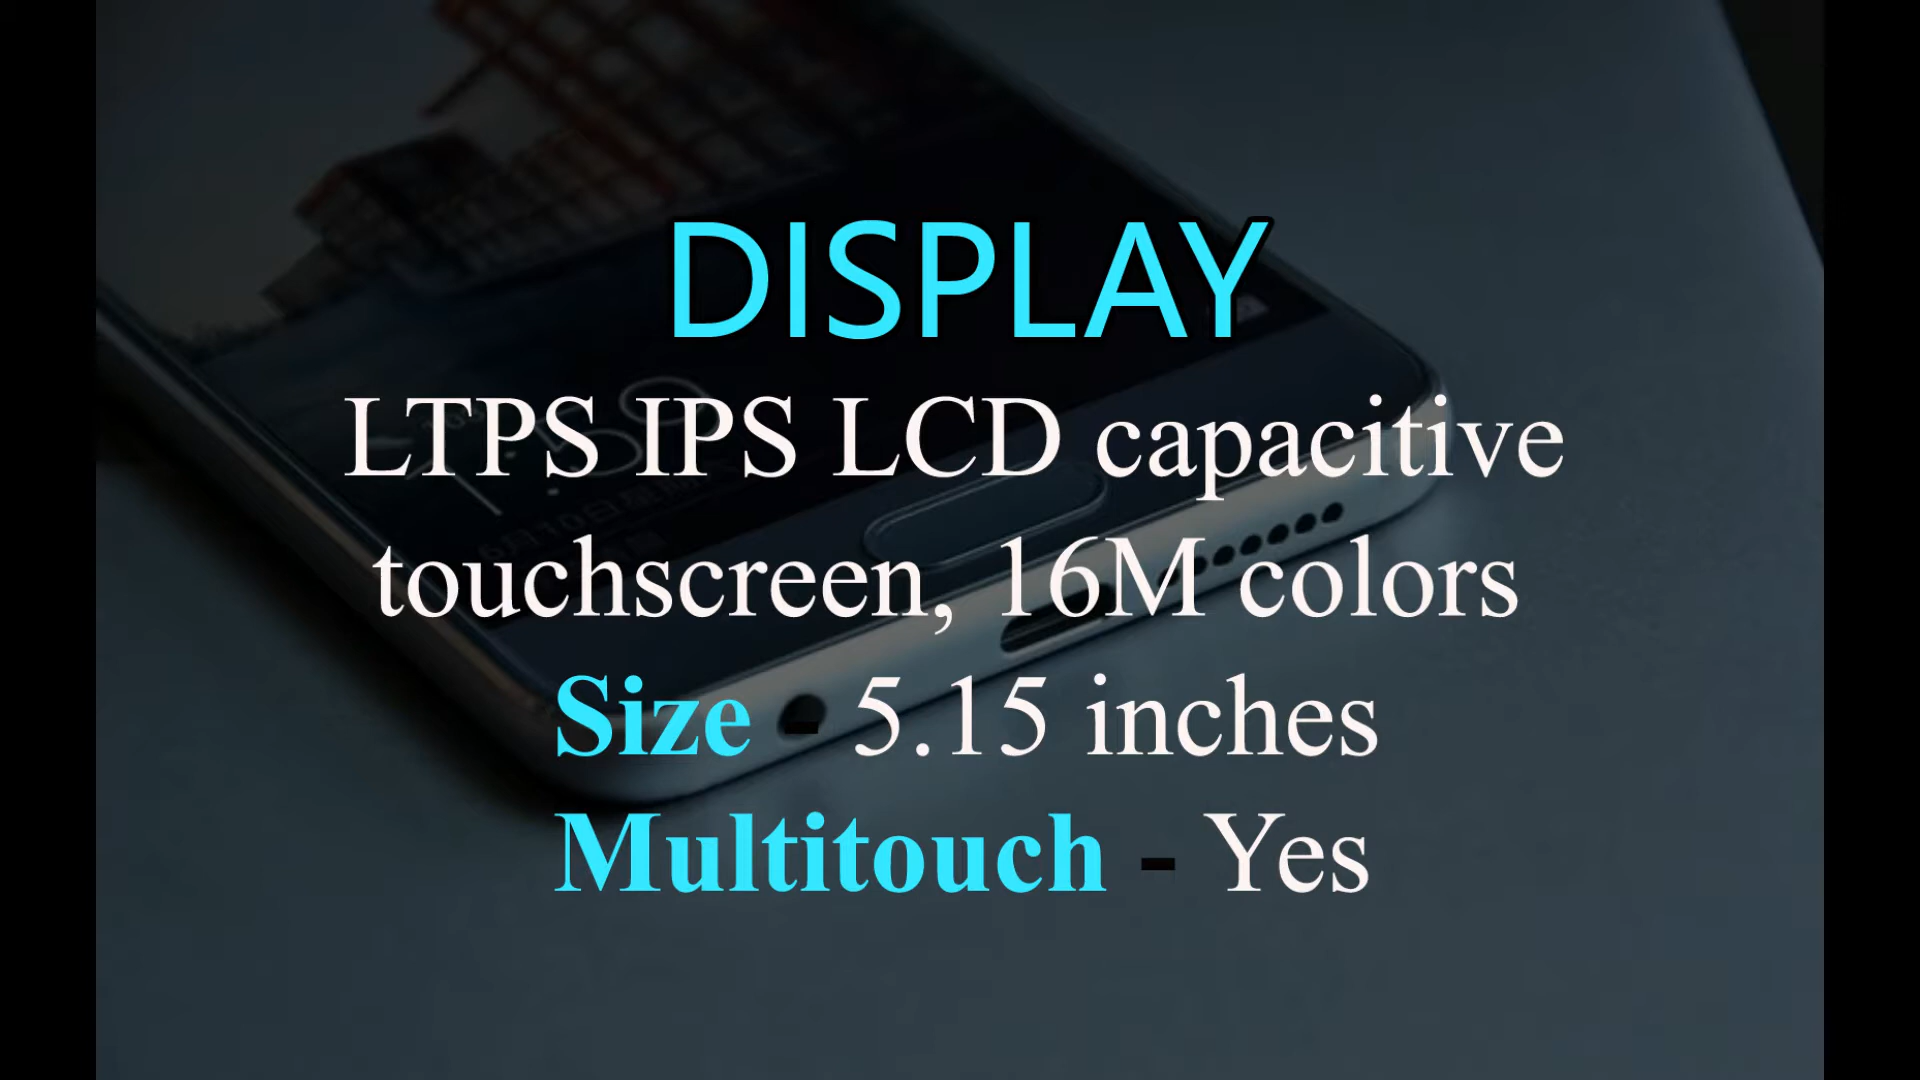 DISPLAY
LTPS IPS LCD capacitive
touchscreen, 16M colors
Size - 5.15 inches
Multitouch - Yes